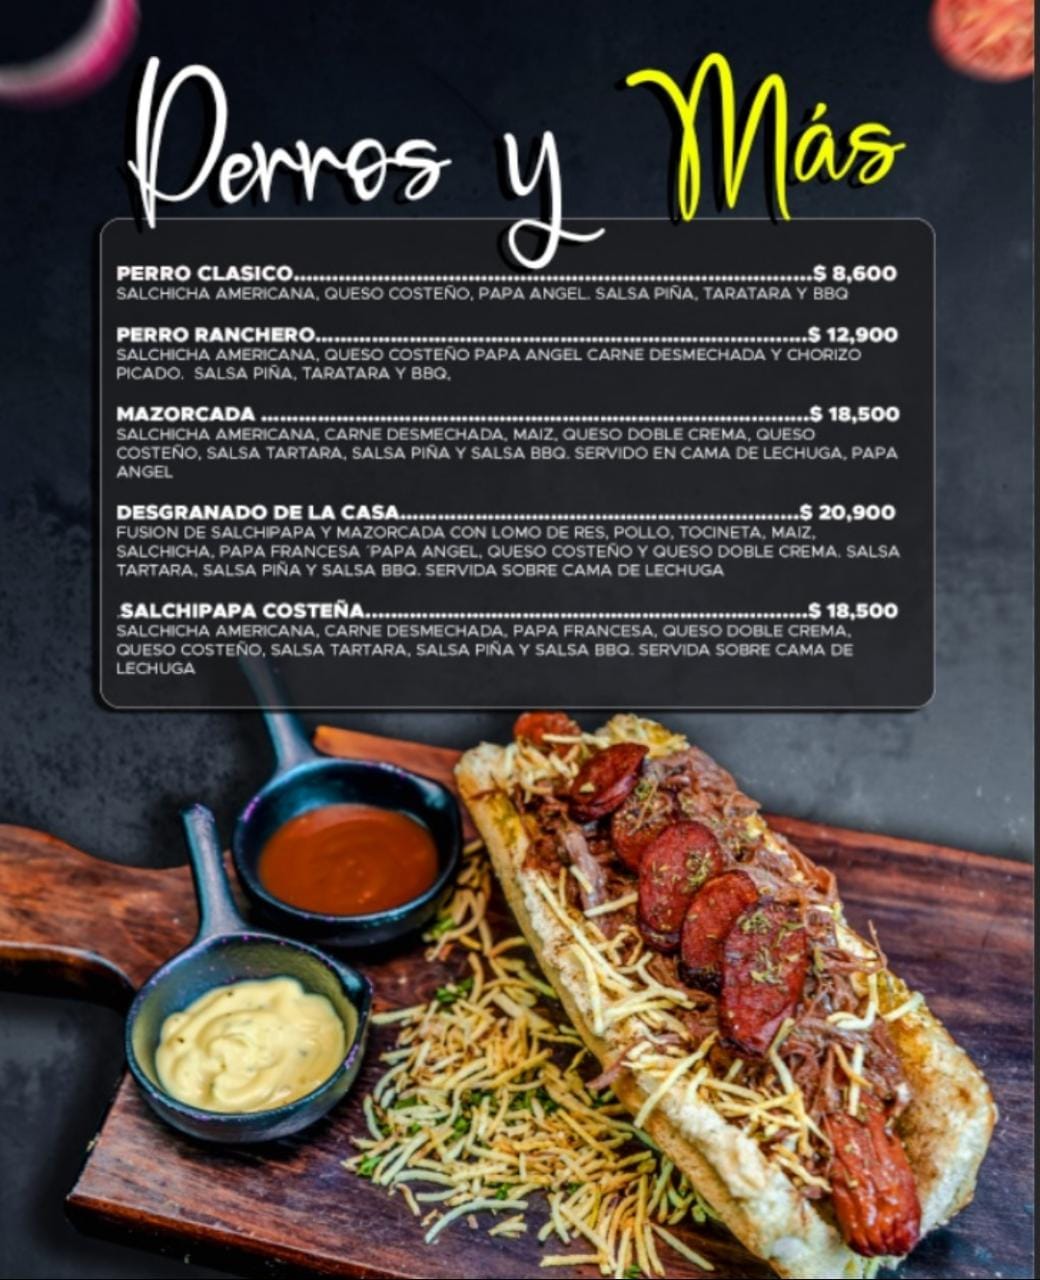 Perros y Más
PERRO CLASICO....................................................................................$ 8,600
SALCHICHA AMERICANA, QUESO COSTEÑO, PAPA ANGEL. SALSA PIÑA, TARATARA Y BBQ
PERRO RANCHERO................................................................................$ 12,900
SALCHICHA AMERICANA, QUESO COSTEÑO PAPA ANGEL CARNE DESMECHADA Y CHORIZO
PICADO. SALSA PIÑA, TARATARA Y BBQ,
MAZORCADA .........................................................................................$ 18,500
SALCHICHA AMERICANA, CARNE DESMECHADA, MAIZ, QUESO DOBLE CREMA, QUESO
COSTEÑO, SALSA TARTARA, SALSA PIÑA Y SALSA BBQ. SERVIDO EN CAMA DE LECHUGA, PAPA
ANGEL
DESGRANADO DE LA CASA.................................................................$ 20,900
FUSION DE SALCHIPAPA Y MAZORCADA CON LOMO DE RES, POLLO, TOCINETA, MAIZ,
SALCHICHA, PAPA FRANCESA ´PAPA ANGEL, QUESO COSTEÑO Y QUESO DOBLE CREMA. SALSA
TARTARA, SALSA PIÑA Y SALSA BBQ. SERVIDA SOBRE CAMA DE LECHUGA
SALCHIPAPA COSTEÑA........................................................................$ 18,500
SALCHICHA AMERICANA, CARNE DESMECHADA, PAPA FRANCESA, QUESO DOBLE CREMA,
QUESO COSTEÑO, SALSA TARTARA, SALSA PIÑA Y SALSA BBQ. SERVIDA SOBRE CAMA DE
LECHUGA